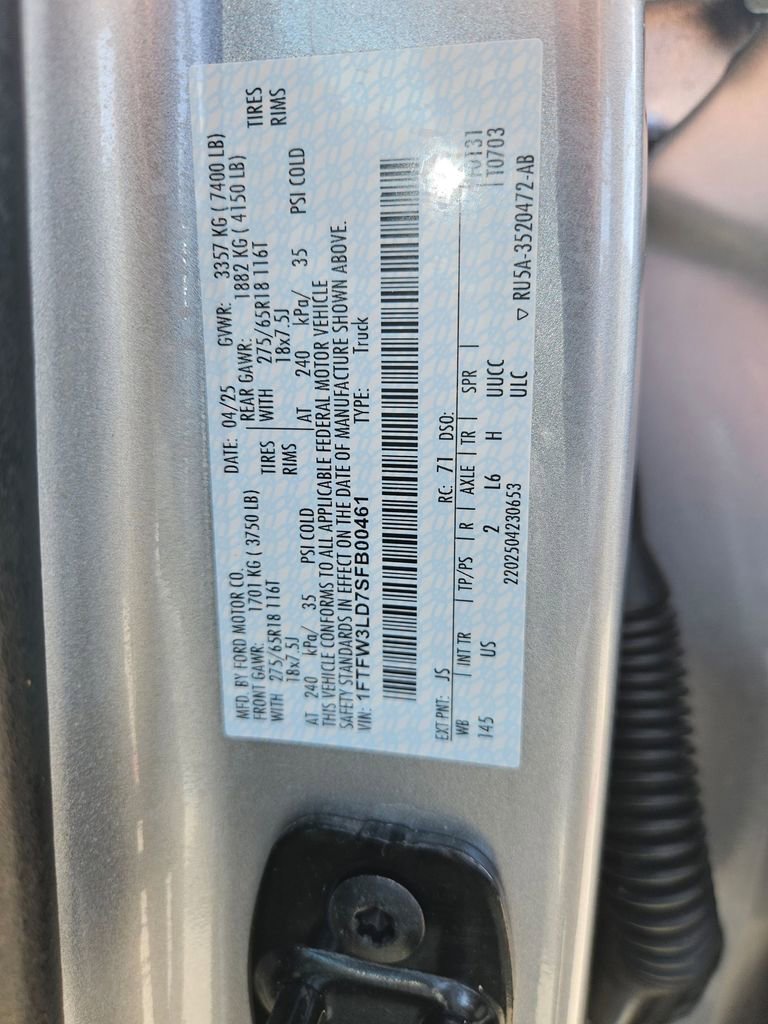 MFD. BY FORD MOTOR CO.
DATE: 04/25 GVWR: 3357 KG ( 7400 LB)
FRONT GAWR: 1701 KG ( 3750 LB)
REAR GAWR: 1882 KG ( 4150 LB)
WITH 275/65R18 116T TIRES
WITH 275/65R18 116T TIRES
18x7.5J RIMS
18x7.5J RIMS
AT 240 kPa/ 35 PSI COLD
AT 240 kPa/ 35 PSI COLD
THIS VEHICLE CONFORMS TO ALL APPLICABLE FEDERAL MOTOR VEHICLE
SAFETY STANDARDS IN EFFECT ON THE DATE OF MANUFACTURE SHOWN ABOVE.
VIN: 1FTFW3LD7SFB00461 TYPE: Truck
EXT PNT: JS RC: 71 DSO:
WB INT TR TP/PS R AXLE TR SPR T0703
145 US 2 L6 H UUCC
2202504230653 ULC
▽ RU5A-3520472-AB